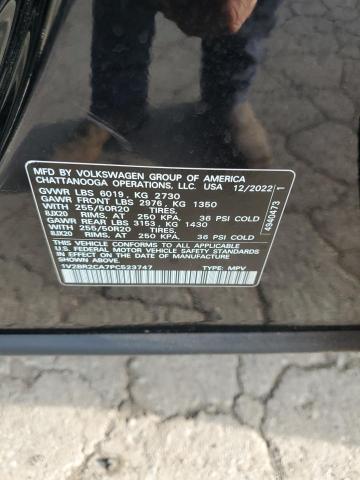 MFD BY VOLKSWAGEN GROUP OF AMERICA
CHATTANOOGA OPERATIONS, LLC. USA 12/2022
GVWR LBS 6019 , KG 2730
GAWR FRONT LBS 2976 , KG 1350
WITH 255/50R20 TIRES,
8JX20 RIMS, AT 250 KPA. 36 PSI COLD
GAWR REAR LBS 3153 , KG 1430
WITH 255/50R20 TIRES,
8JX20 RIMS, AT 250 KPA. 36 PSI COLD
THIS VEHICLE CONFORMS TO ALL APPLICABLE
FEDERAL MOTOR VEHICLE SAFETY STANDARDS IN
EFFECT ON THE DATE OF MANUFACTURE SHOWN ABOVE
1V2BR2CA7PC523747 TYPE: MPV
4940473 1